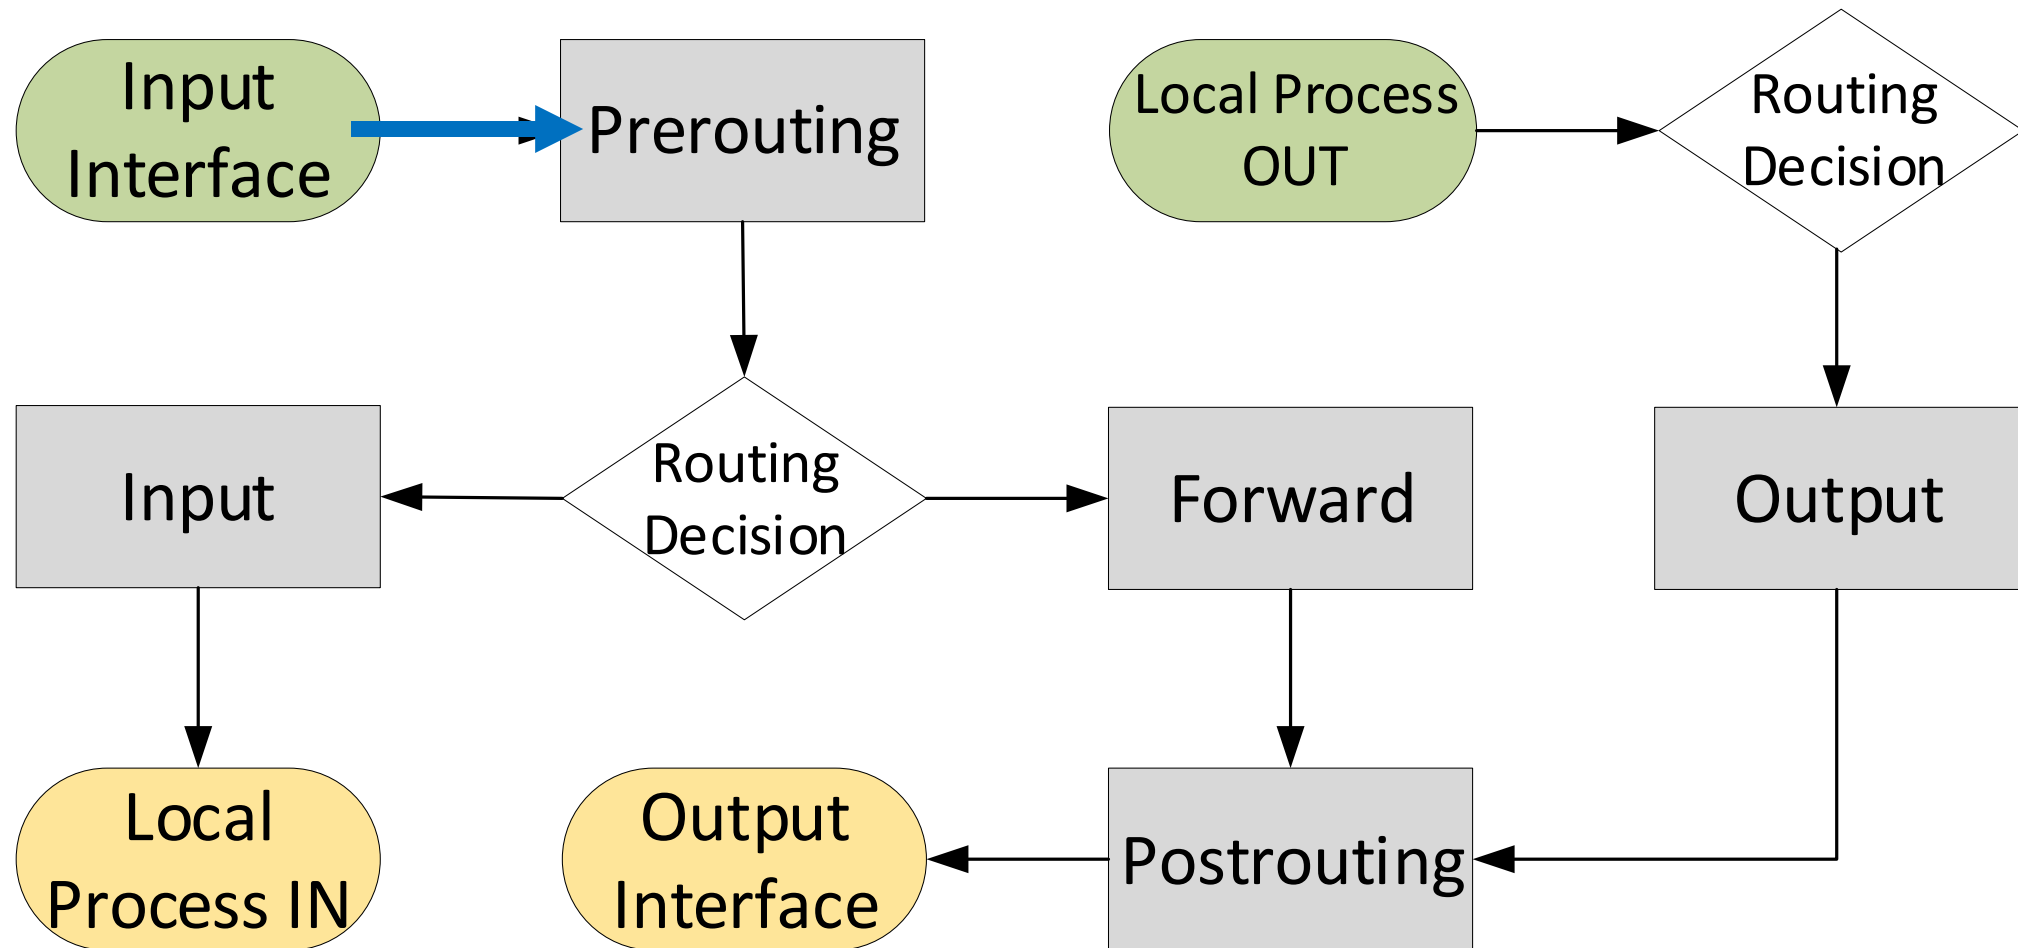 Input
Interface
Prerouting
Local Process
OUT
Routing
Decision
Input
Routing
Decision
Forward
Output
Local
Process IN
Output
Interface
Postrouting